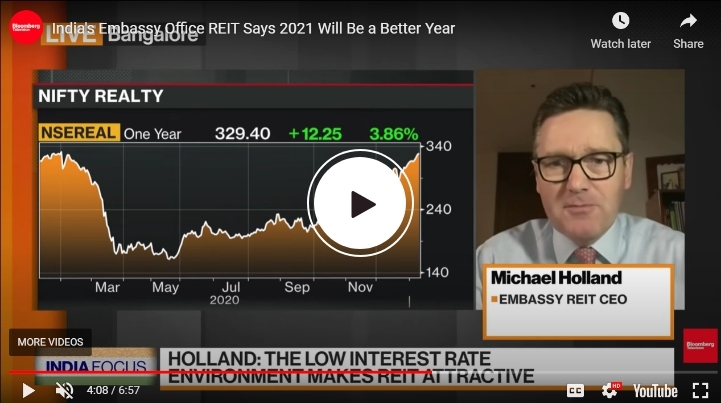 Bloomberg
Television
India's Embassy Office REIT Says 2021 Will Be a Better Year
LIVE Bangalore
Watch later
Share
NIFTY REALTY
NSEREAL One Year 329.40 +12.25 3.86%
340
240
140
Mar May Jul Sep Nov
2020
Michael Holland
EMBASSY REIT CEO
MORE VIDEOS
Bloomberg
Television
INDIA FOCUS
HOLLAND: THE LOW INTEREST RATE
ENVIRONMENT MAKES REIT ATTRACTIVE
4:08 / 6:57
CC
HD
YouTube